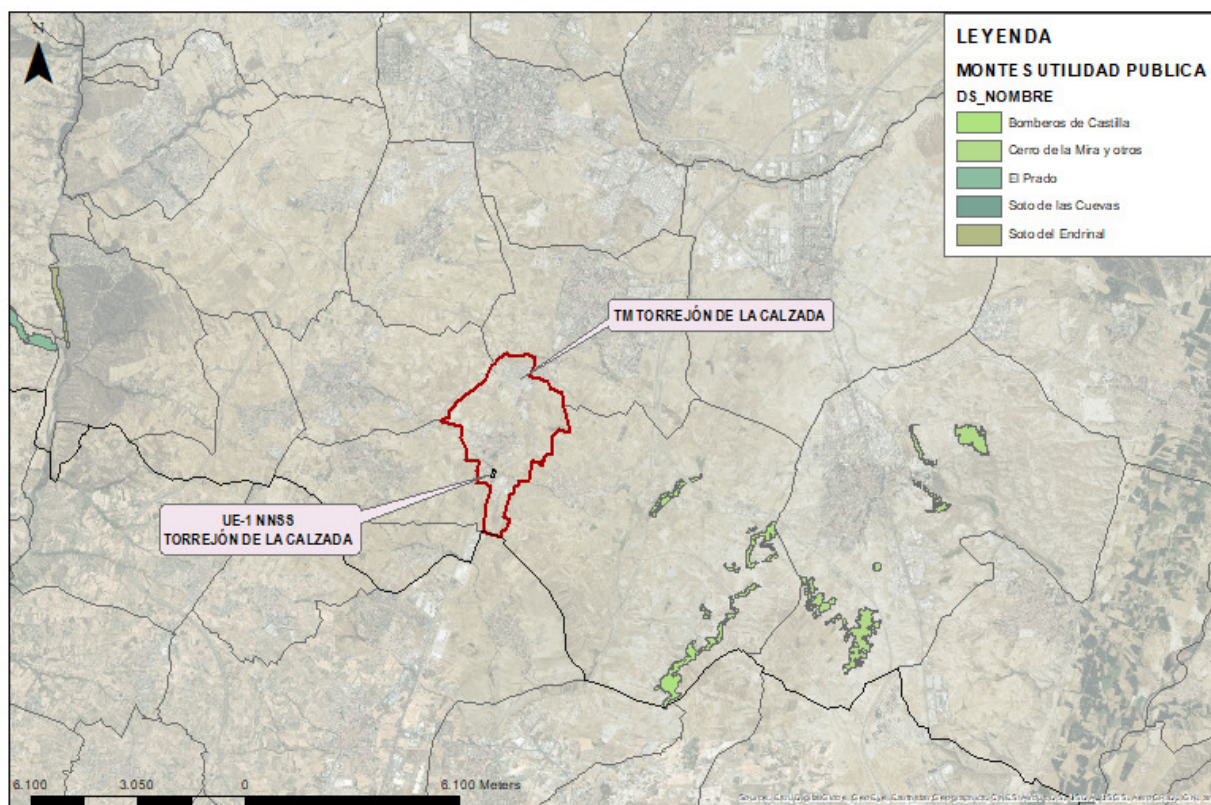 N
LEYENDA
MONTES UTILIDAD PUBLICA
DS_NOMBRE
Bomberos de Castilla
Cerro de la Mira y otros
El Prado
Soto de las Cuevas
Soto del Endrinal
TM TORREJÓN DE LA CALZADA
UE-1 NNSS
TORREJÓN DE LA CALZADA
6.100 3.050 0 6.100 Meters